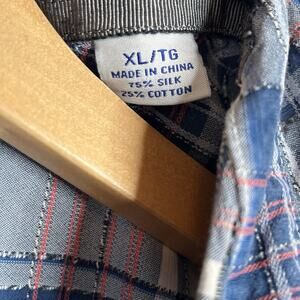 XL/TG
MADE IN CHINA
75% SILK
25% COTTON